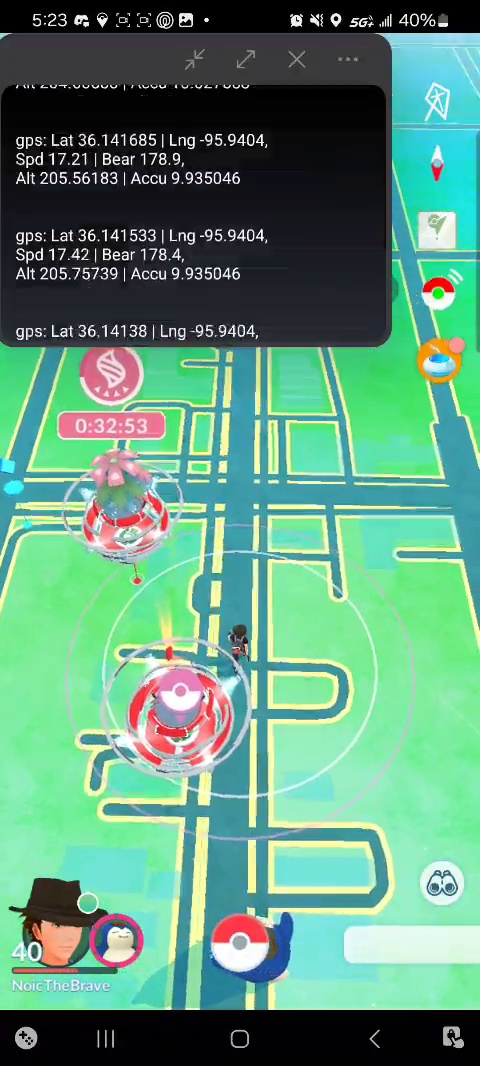 5:23
5G
40%
gps: Lat 36.141685 | Lng -95.9404,
Spd 17.21 | Bear 178.9,
Alt 205.56183 | Accu 9.935046
gps: Lat 36.141533 | Lng -95.9404,
Spd 17.42 | Bear 178.4,
Alt 205.75739 | Accu 9.935046
gps: Lat 36.14138 | Lng -95.9404,
0:32:53
40
NoicTheBrave